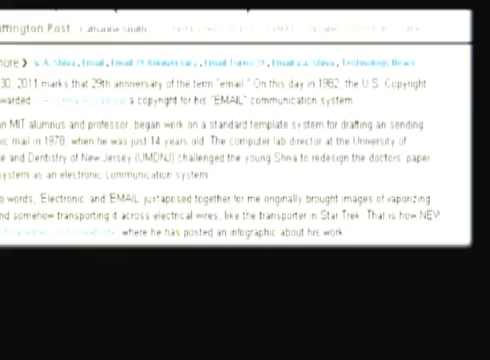 ffington Post Catharine Smith
ore > V.A. Shiva, Email, Email 29 Anniversary, Email Turns 29, Email v.a. Shiva, Technology News
30, 2011 marks that 29th anniversary of the term "email." On this day in 1982, the U.S. Copyright
warded a copyright for his "EMAIL" communication system.
n MIT alumnus and professor, began work on a standard template system for drafting an sending
ic mail in 1978, when he was just 14 years old. The computer lab director at the University of
e and Dentistry of New Jersey (UMDNJ) challenged the young Shiva to redesign the doctors' paper
system as an electronic communication system.
o words, 'Electronic' and 'EMAIL' juxtaposed together for me originally brought images of vaporizing
nd somehow transporting it across electrical wires, like the transporter in Star Trek. That is how NEW
where he has posted an infographic about his work.